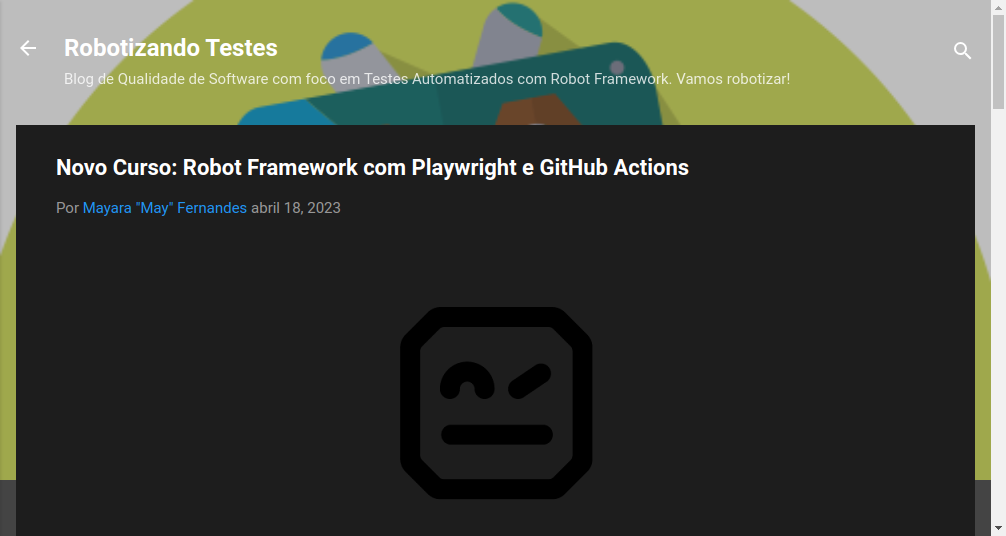 Robotizando Testes
Blog de Qualidade de Software com foco em Testes Automatizados com Robot Framework. Vamos robotizar!
Novo Curso: Robot Framework com Playwright e GitHub Actions
Por Mayara "May" Fernandes abril 18, 2023